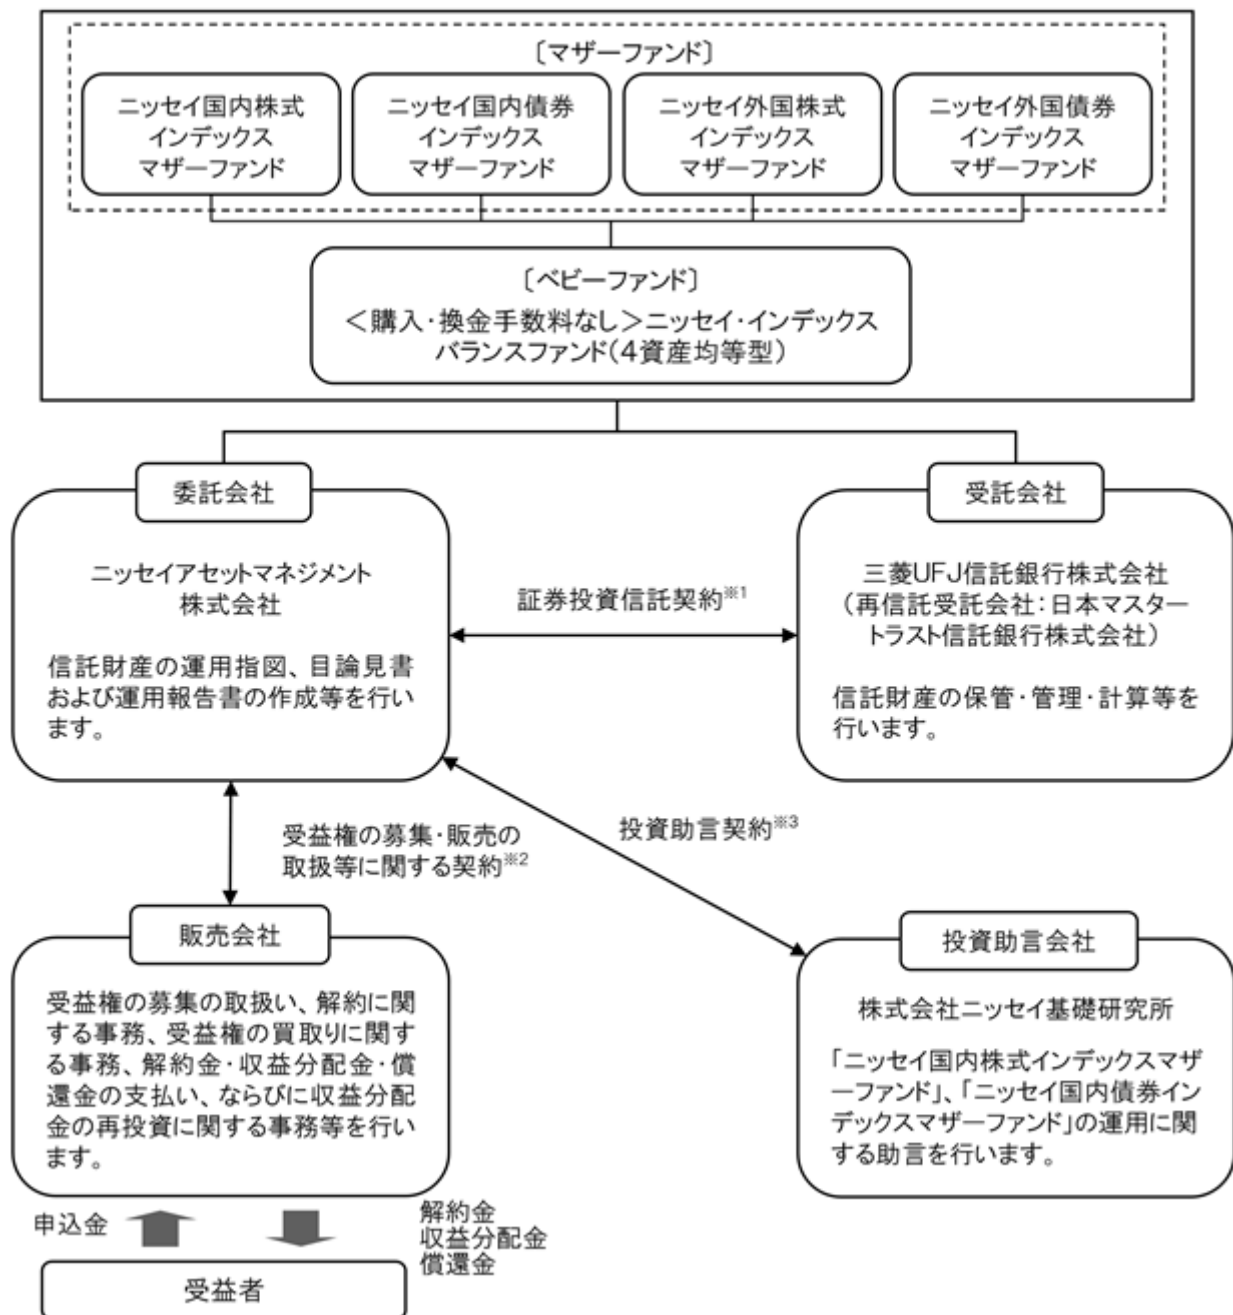 〔マザーファンド〕
ニッセイ国内株式
インデックス
マザーファンド
ニッセイ国内債券
インデックス
マザーファンド
ニッセイ外国株式
インデックス
マザーファンド
ニッセイ外国債券
インデックス
マザーファンド
〔ベビーファンド〕
＜購入・換金手数料なし＞ニッセイ・インデックス
バランスファンド（４資産均等型）
委託会社
ニッセイアセットマネジメント
株式会社
信託財産の運用指図、目論見書
および運用報告書の作成等を行い
ます。
証券投資信託契約※1
受託会社
三菱UFJ信託銀行株式会社
（再信託受託会社：日本マスター
トラスト信託銀行株式会社）
信託財産の保管・管理・計算等を
行います。
受益権の募集・販売の
取扱等に関する契約※2
投資助言契約※3
販売会社
受益権の募集の取扱い、解約に関
する事務、受益権の買取りに関す
る事務、解約金・収益分配金・償
還金の支払い、ならびに収益分配
金の再投資に関する事務等を行い
ます。
投資助言会社
株式会社ニッセイ基礎研究所
「ニッセイ国内株式インデックスマザ
ーファンド」、「ニッセイ国内債券イン
デックスマザーファンド」の運用に関
する助言を行います。
申込金
解約金
収益分配金
償還金
受益者